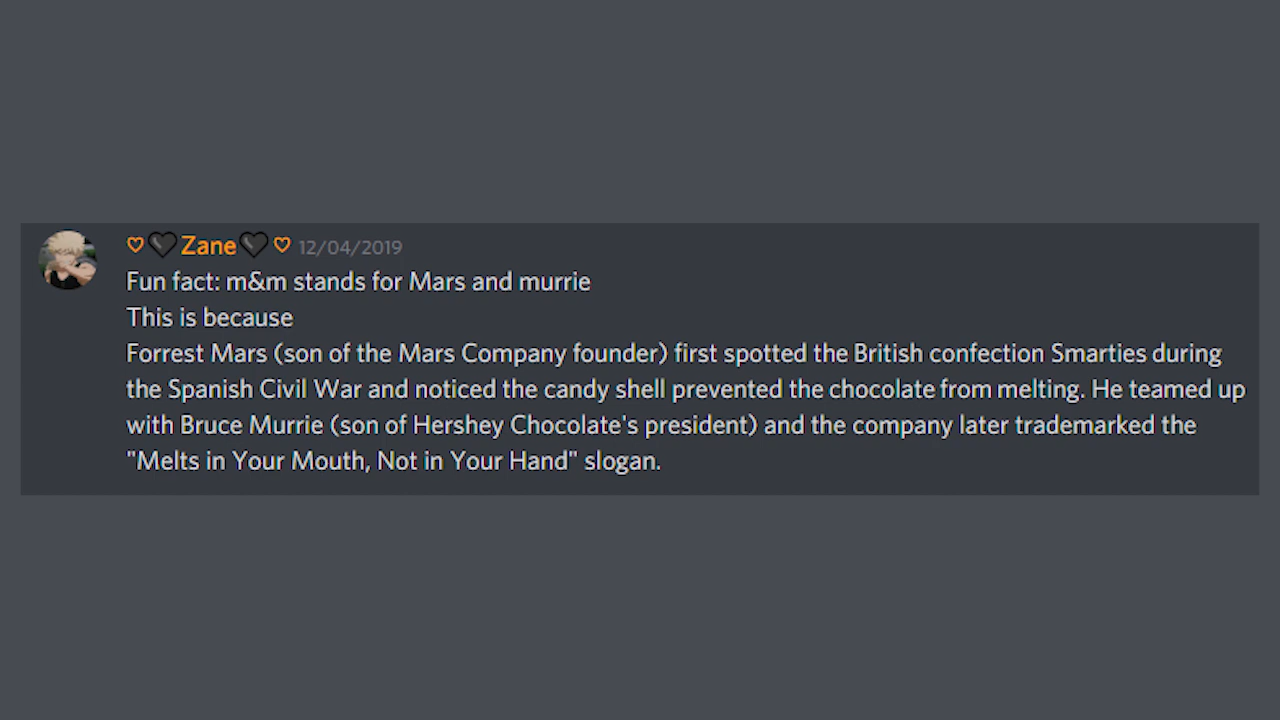 ♡🖤Zane🖤♡ 12/04/2019
Fun fact: m&m stands for Mars and murrie
This is because
Forrest Mars (son of the Mars Company founder) first spotted the British confection Smarties during
the Spanish Civil War and noticed the candy shell prevented the chocolate from melting. He teamed up
with Bruce Murrie (son of Hershey Chocolate's president) and the company later trademarked the
"Melts in Your Mouth, Not in Your Hand" slogan.